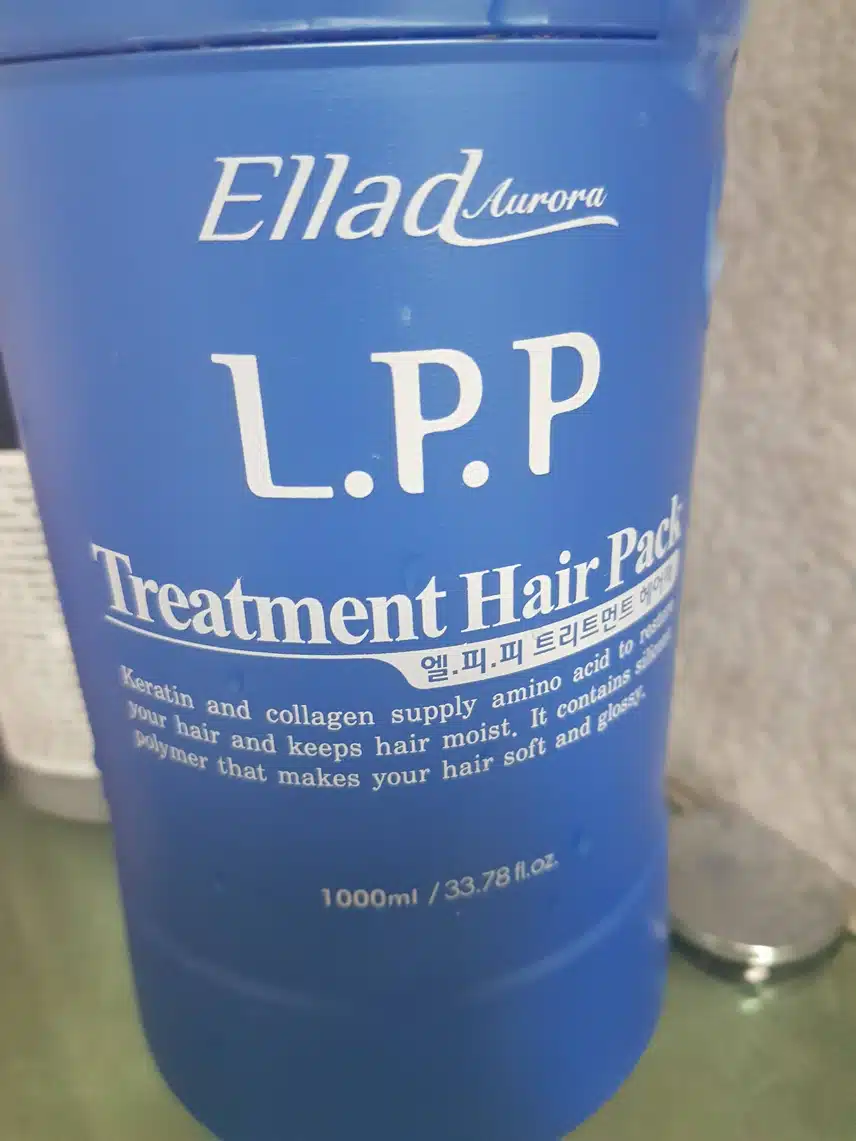 Ellad Aurora
L.P.P
Treatment Hair Pack
엘.피.피 트리트먼트 헤어
Keratin and collagen supply amino acid to
your hair and keeps hair moist. It contains
polymer that makes your hair soft and glossy.
1000ml / 33.78 fl.oz.